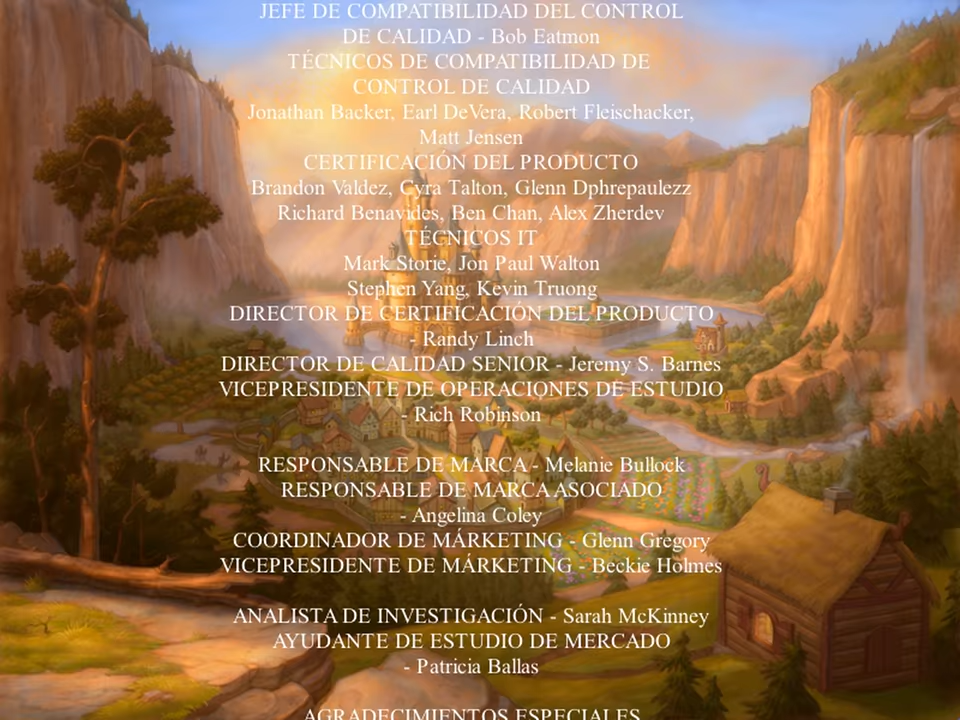 JEFE DE COMPATIBILIDAD DEL CONTROL
DE CALIDAD - Bob Eatmon
TÉCNICOS DE COMPATIBILIDAD DE
CONTROL DE CALIDAD
Jonathan Backer, Earl DeVera, Robert Fleischacker,
Matt Jensen
CERTIFICACIÓN DEL PRODUCTO
Brandon Valdez, Cyra Talton, Glenn Dphrepaulezz
Richard Benavides, Ben Chan, Alex Zherdev
TÉCNICOS IT
Mark Storie, Jon Paul Walton
Stephen Yang, Kevin Truong
DIRECTOR DE CERTIFICACIÓN DEL PRODUCTO
- Randy Linch
DIRECTOR DE CALIDAD SENIOR - Jeremy S. Barnes
VICEPRESIDENTE DE OPERACIONES DE ESTUDIO
- Rich Robinson
RESPONSABLE DE MARCA - Melanie Bullock
RESPONSABLE DE MARCA ASOCIADO
- Angelina Coley
COORDINADOR DE MÁRKETING - Glenn Gregory
VICEPRESIDENTE DE MÁRKETING - Beckie Holmes
ANALISTA DE INVESTIGACIÓN - Sarah McKinney
AYUDANTE DE ESTUDIO DE MERCADO
- Patricia Ballas
AGRADECIMIENTOS ESPECIALES